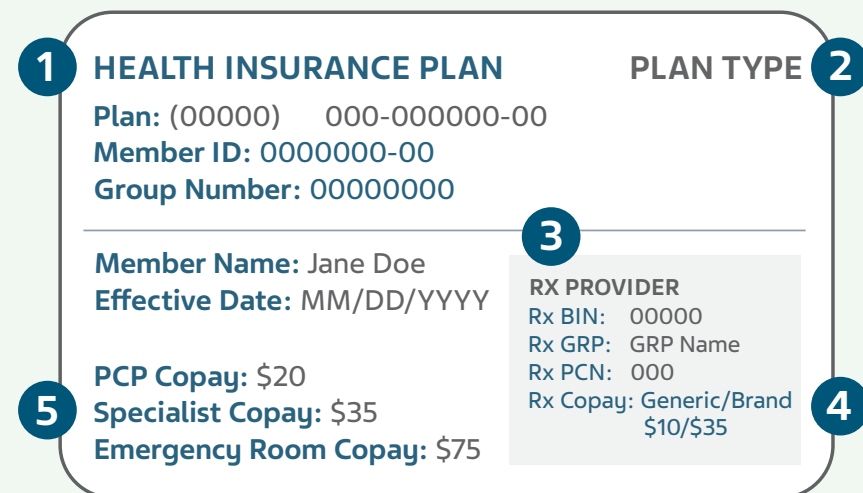 1 HEALTH INSURANCE PLAN PLAN TYPE 2
Plan: (00000) 000-000000-00
Member ID: 0000000-00
Group Number: 00000000
3
Member Name: Jane Doe
Effective Date: MM/DD/YYYY
RX PROVIDER
Rx BIN: 00000
Rx GRP: GRP Name
Rx PCN: 000
Rx Copay: Generic/Brand
$10/$35
4
PCP Copay: $20
5 Specialist Copay: $35
Emergency Room Copay: $75